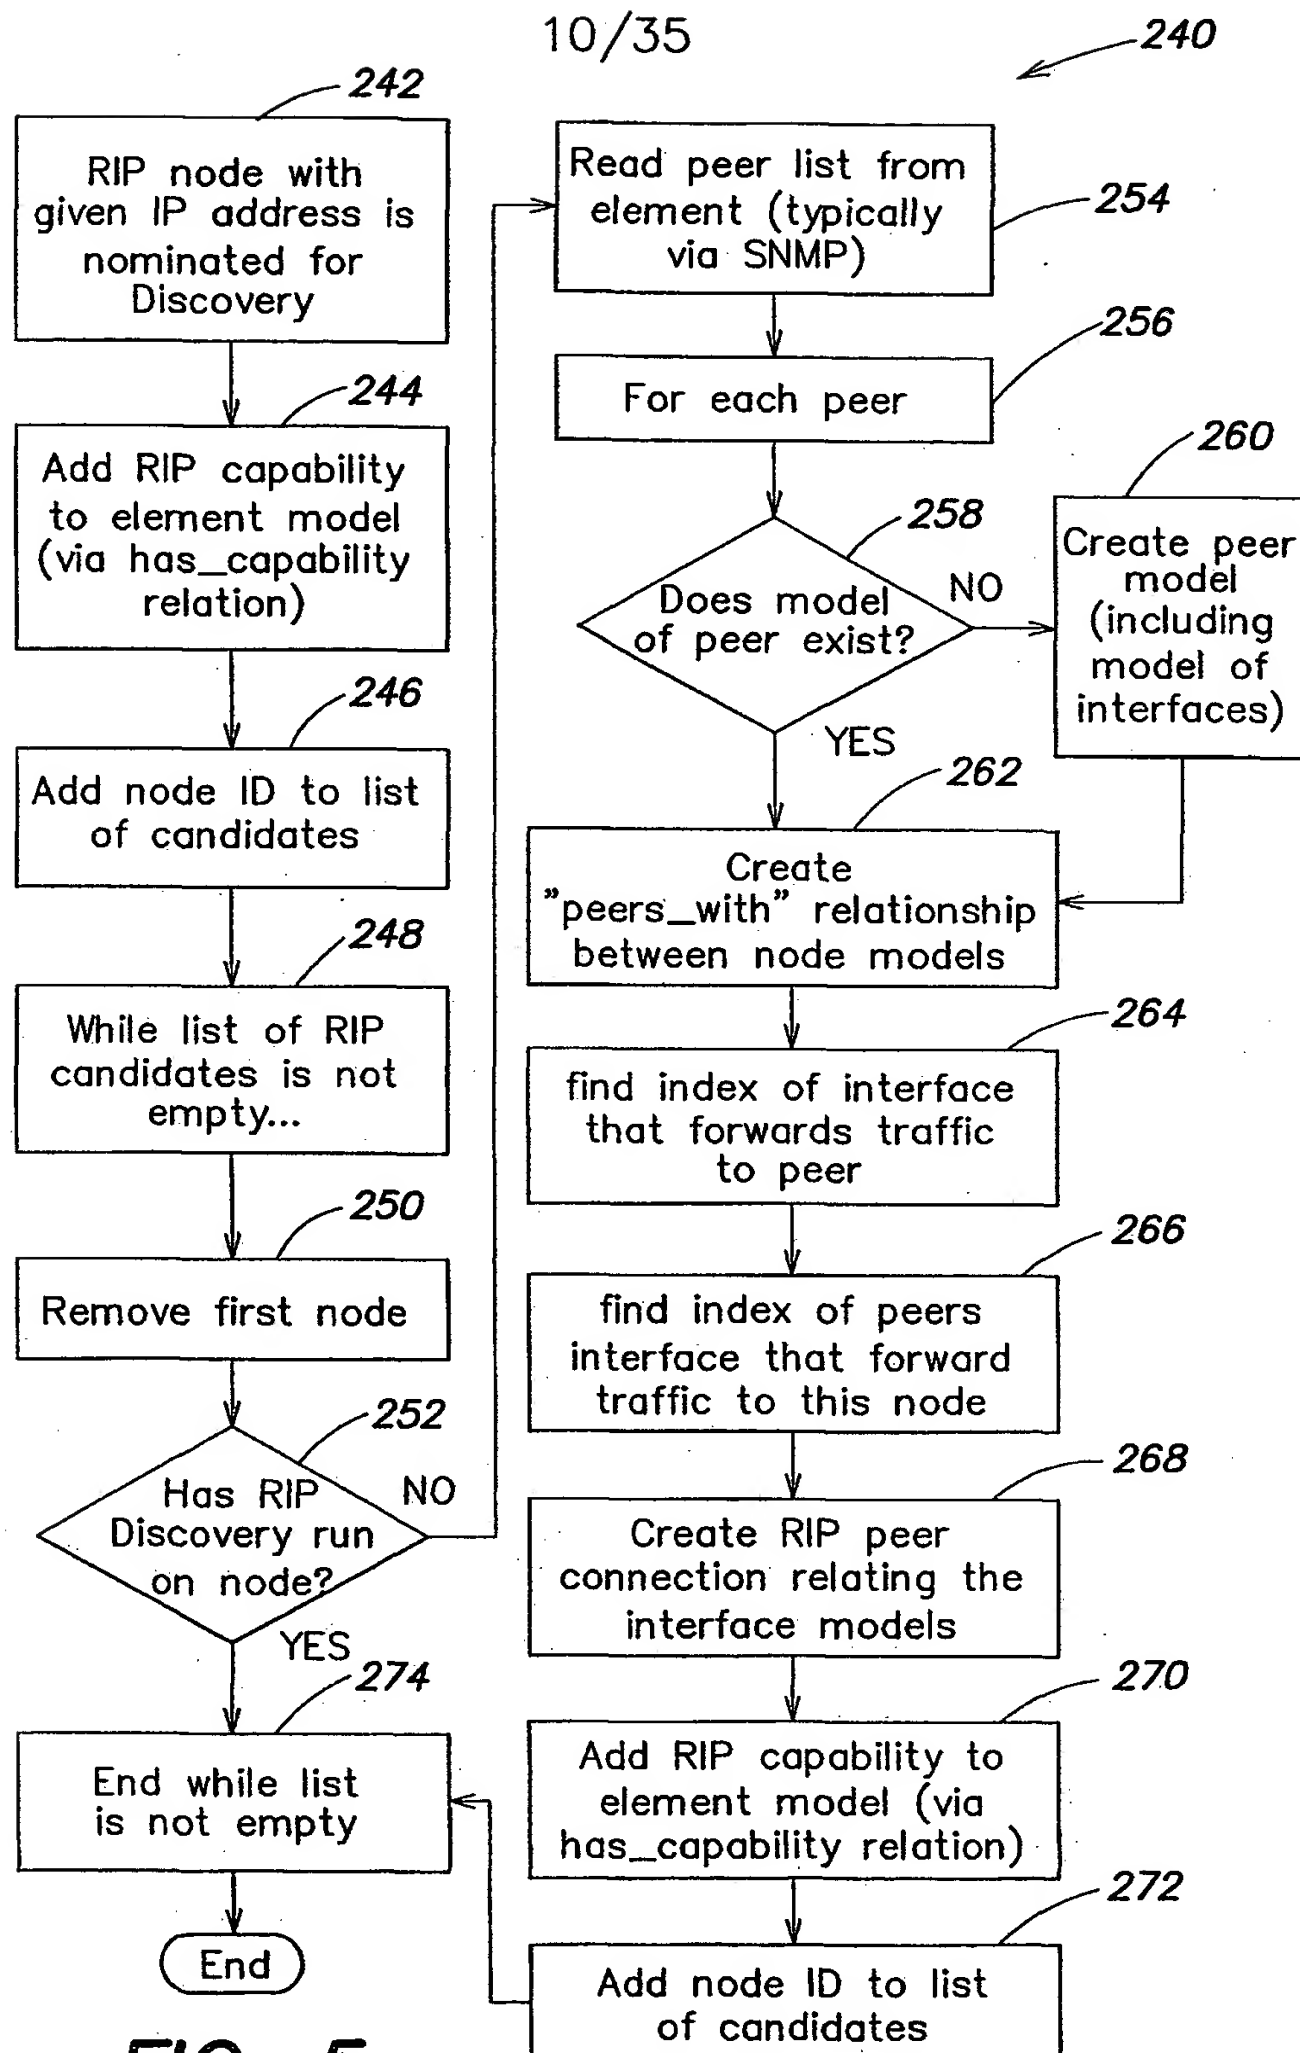 10/35
240
242
RIP node with
given IP address is
nominated for
Discovery
244
Add RIP capability
to element model
(via has_capability
relation)
246
Add node ID to list
of candidates
248
While list of RIP
candidates is not
empty...
250
Remove first node
252
Has RIP
Discovery run
on node?
NO
YES
274
End while list
is not empty
End
254
Read peer list from
element (typically
via SNMP)
256
For each peer
258
Does model
of peer exist?
NO
YES
260
Create peer
model
(including
model of
interfaces)
262
Create
"peers_with" relationship
between node models
264
find index of interface
that forwards traffic
to peer
266
find index of peers
interface that forward
traffic to this node
268
Create RIP peer
connection relating the
interface models
270
Add RIP capability to
element model (via
has_capability relation)
272
Add node ID to list
of candidates